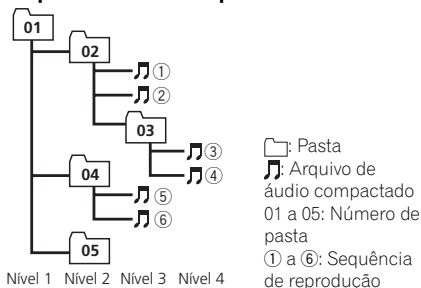 01
02
①
②
03
③
④
04
⑤
⑥
05
Nível 1 Nível 2 Nível 3 Nível 4
: Pasta
: Arquivo de
áudio compactado
01 a 05: Número de
pasta
① a ⑥: Sequência
de reprodução